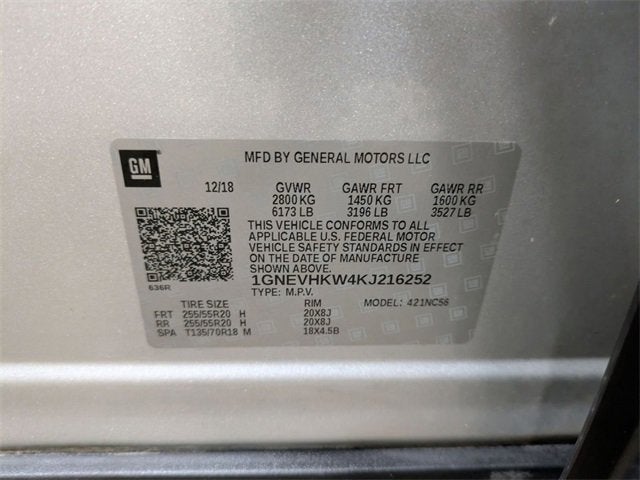 GM
MFD BY GENERAL MOTORS LLC
12/18 GVWR GAWR FRT GAWR RR
2800 KG 1450 KG 1600 KG
6173 LB 3196 LB 3527 LB
THIS VEHICLE CONFORMS TO ALL
APPLICABLE U.S. FEDERAL MOTOR
VEHICLE SAFETY STANDARDS IN EFFECT
ON THE DATE OF MANUFACTURE
SHOWN ABOVE.
636R 1GNEVHKW4KJ216252
TYPE: M.P.V. MODEL: 421NC56
TIRE SIZE RIM
FRT 255/55R20 H 20X8J
RR 255/55R20 H 20X8J
SPA T135/70R18 M 18X4.5B